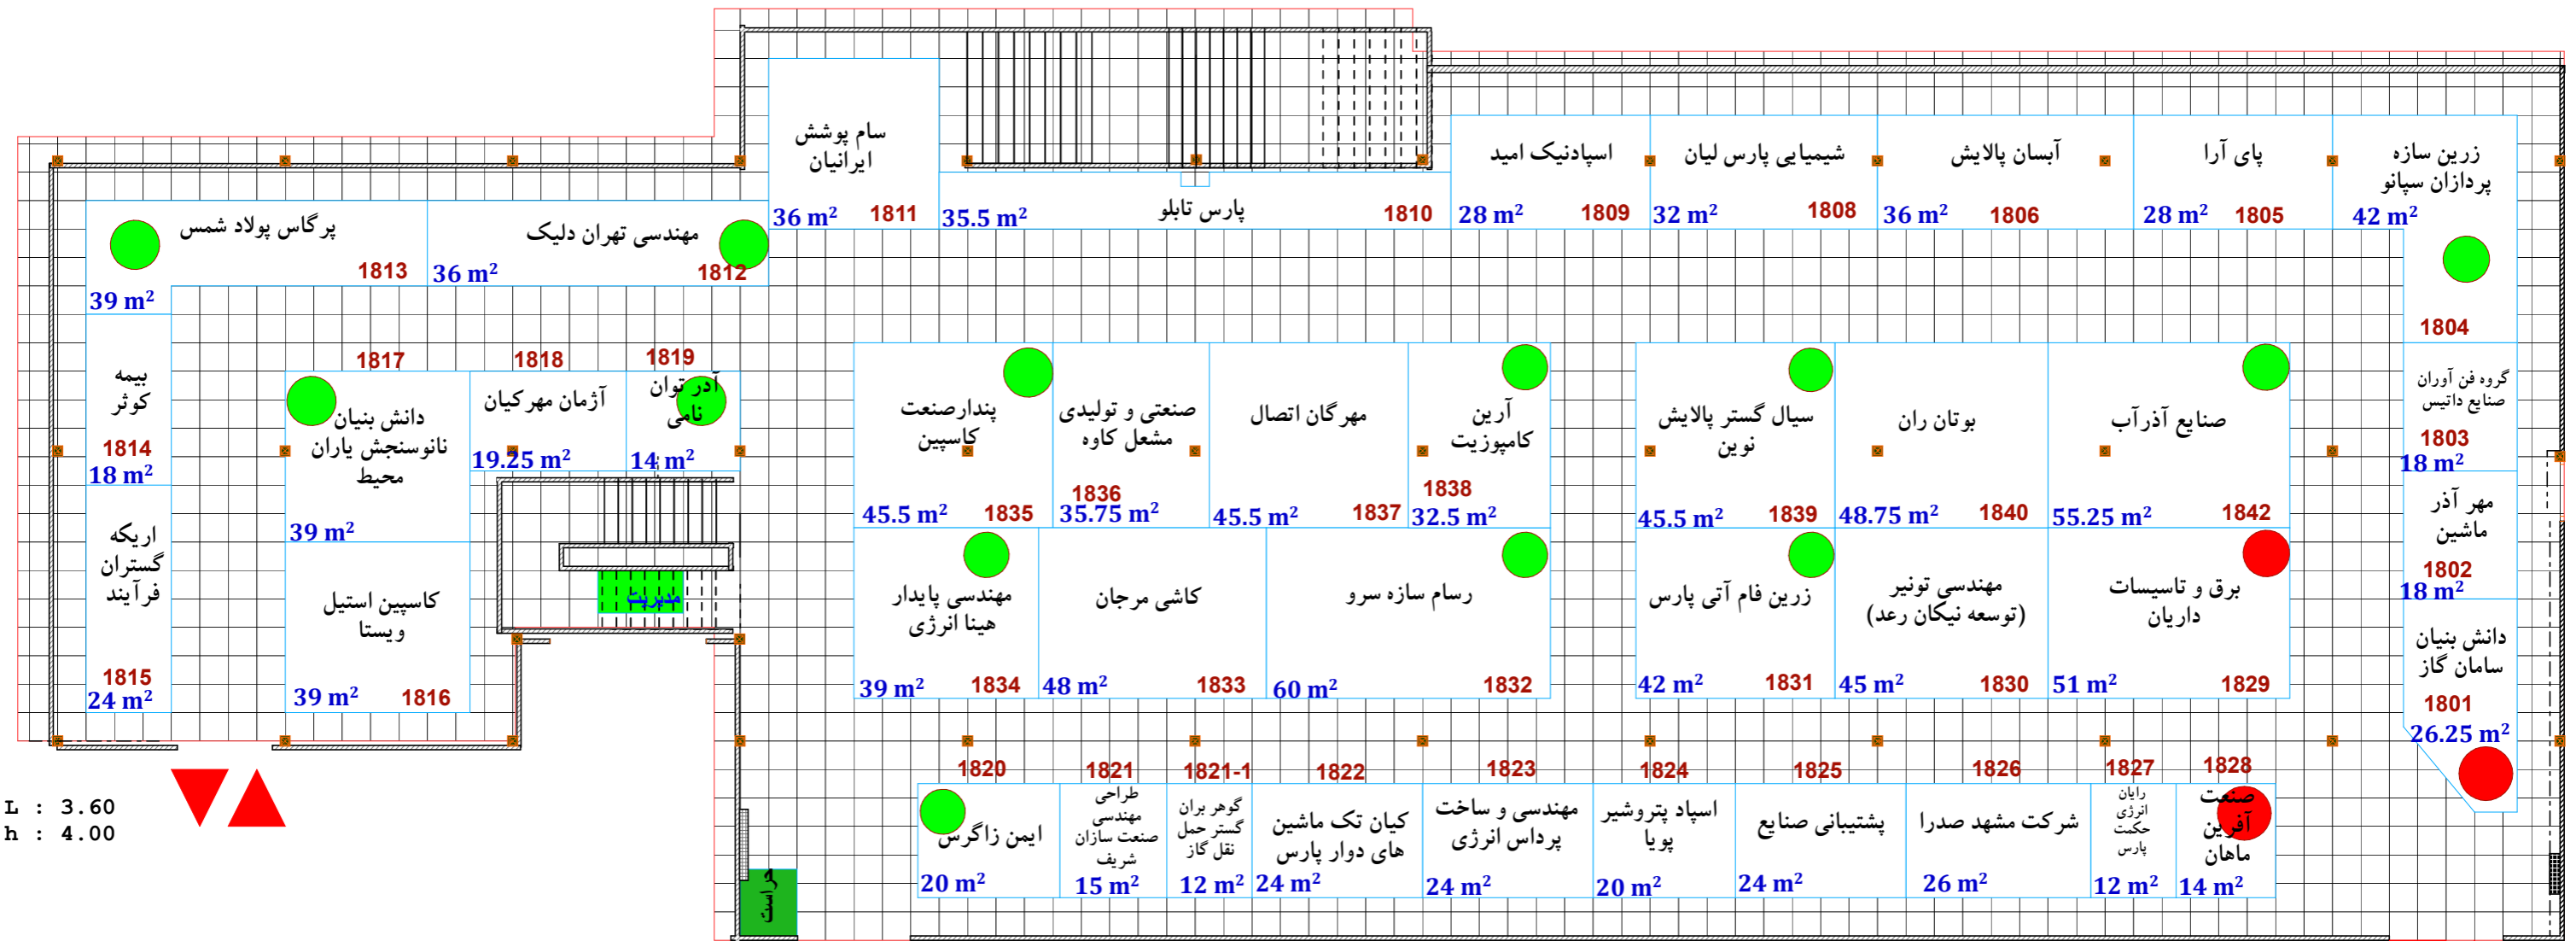 سام پوشش
ایرانیان
36 m²
1811
35.5 m²
پارس تابلو
1810
اسپادنیک امید
28 m²
1809
شیمیایی پارس لیان
32 m²
1808
آبسان پالایش
36 m²
1806
پای آرا
28 m²
1805
زرین سازه
پردازان سپانو
42 m²
1804
پرگاس پولاد شمس
1813
39 m²
مهندسی تهران دلیک
36 m²
1812
بیمه
کوثر
1814
18 m²
اریکه
گستران
فرآیند
1815
24 m²
1817
دانش بنیان
نانوسنجش یاران
محیط
39 m²
1818
آژمان مهرکیان
19.25 m²
1819
آدر توان
نامی
14 m²
کاسپین استیل
ویستا
39 m²
1816
مدیریت
پندارصنعت
کاسپین
45.5 m²
1835
صنعتی و تولیدی
مشعل کاوه
1836
35.75 m²
مهرگان اتصال
45.5 m²
1837
آرین
کامپوزیت
1838
32.5 m²
سیال گستر پالایش
نوین
45.5 m²
1839
بوتان ران
48.75 m²
1840
صنایع آذرآب
55.25 m²
1842
گروه فن آوران
صنایع داتیس
1803
18 m²
مهر آذر
ماشین
1802
18 m²
دانش بنیان
سامان گاز
1801
26.25 m²
مهندسی پایدار
هینا انرژی
39 m²
1834
کاشی مرجان
48 m²
1833
رسام سازه سرو
60 m²
1832
زرین فام آتی پارس
42 m²
1831
مهندسی تونیر
(توسعه نیکان رعد)
45 m²
1830
برق و تاسیسات
داریان
51 m²
1829
1820
ایمن زاگرس
20 m²
1821
طراحی
مهندسی
صنعت سازان
شریف
15 m²
1821-1
گوهر بران
گستر حمل
نقل گاز
12 m²
1822
کیان تک ماشین
های دوار پارس
24 m²
1823
مهندسی و ساخت
پرداس انرژی
24 m²
1824
اسپاد پتروشیر
پویا
20 m²
1825
پشتیبانی صنایع
24 m²
1826
شرکت مشهد صدرا
26 m²
1827
رایان
انرژی
حکمت
پارس
12 m²
1828
صنعت
آفرین
ماهان
14 m²
حراست
L : 3.60
h : 4.00